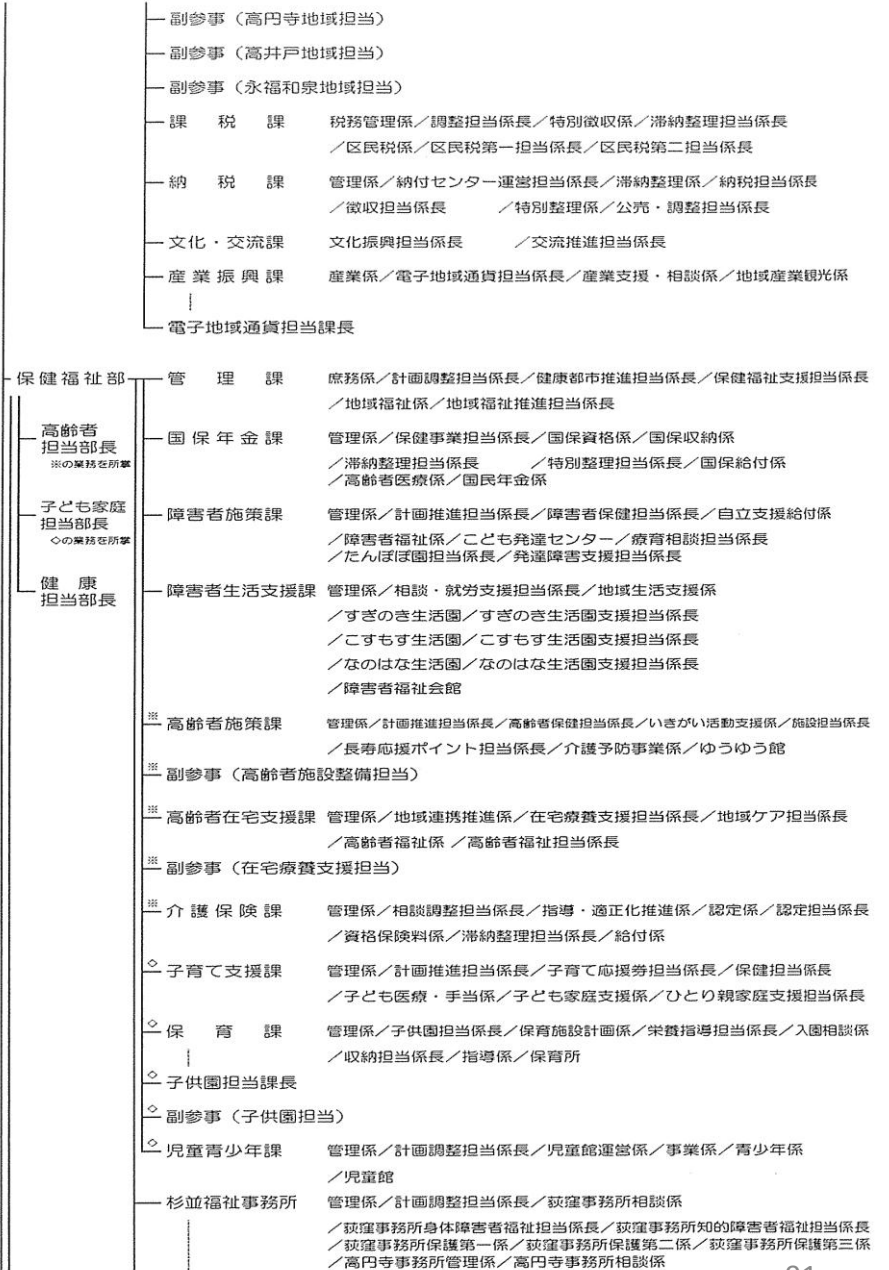 副参事（高円寺地域担当）
副参事（高井戸地域担当）
副参事（永福和泉地域担当）
課税課 税務管理係／調整担当係長／特別徴収係／滞納整理担当係長
／区民税係／区民税第一担当係長／区民税第二担当係長
納税課 管理係／納付センター運営担当係長／滞納整理係／納税担当係長
／徴収担当係長 ／特別整理係／公売・調整担当係長
文化・交流課 文化振興担当係長 ／交流推進担当係長
産業振興課 産業係／電子地域通貨担当係長／産業支援・相談係／地域産業観光係
電子地域通貨担当課長
保健福祉部 管理課 庶務係／計画調整担当係長／健康都市推進担当係長／保健福祉支援担当係長
／地域福祉係／地域福祉推進担当係長
高齢者
担当部長
※の業務を所掌
国保年金課 管理係／保健事業担当係長／国保資格係／国保収納係
／滞納整理担当係長 ／特別整理担当係長／国保給付係
／高齢者医療係／国民年金係
子ども家庭
担当部長
◇の業務を所掌
障害者施策課 管理係／計画推進担当係長／障害者保健担当係長／自立支援給付係
／障害者福祉係／こども発達センター／療育相談担当係長
／たんぽぽ園担当係長／発達障害支援担当係長
健康
担当部長
障害者生活支援課 管理係／相談・就労支援担当係長／地域生活支援係
／すぎのき生活園／すぎのき生活園支援担当係長
／こすもす生活園／こすもす生活園支援担当係長
／なのはな生活園／なのはな生活園支援担当係長
／障害者福祉会館
※ 高齢者施策課 管理係／計画推進担当係長／高齢者保健担当係長／いきがい活動支援係／施設担当係長
／長寿応援ポイント担当係長／介護予防事業係／ゆうゆう館
※ 副参事（高齢者施設整備担当）
※ 高齢者在宅支援課 管理係／地域連携推進係／在宅療養支援担当係長／地域ケア担当係長
／高齢者福祉係 ／高齢者福祉担当係長
※ 副参事（在宅療養支援担当）
※ 介護保険課 管理係／相談調整担当係長／指導・適正化推進係／認定係／認定担当係長
／資格保険料係／滞納整理担当係長／給付係
◇ 子育て支援課 管理係／計画推進担当係長／子育て応援券担当係長／保健担当係長
／子ども医療・手当係／子ども家庭支援係／ひとり親家庭支援担当係長
◇ 保育課 管理係／子供園担当係長／保育施設計画係／栄養指導担当係長／入園相談係
／収納担当係長／指導係／保育所
◇ 子供園担当課長
◇ 副参事（子供園担当）
◇ 児童青少年課 管理係／計画調整担当係長／児童館運営係／事業係／青少年係
／児童館
杉並福祉事務所 管理係／計画調整担当係長／荻窪事務所相談係
／荻窪事務所身体障害者福祉担当係長／荻窪事務所知的障害者福祉担当係長
／荻窪事務所保護第一係／荻窪事務所保護第二係／荻窪事務所保護第三係
／高円寺事務所管理係／高円寺事務所相談係